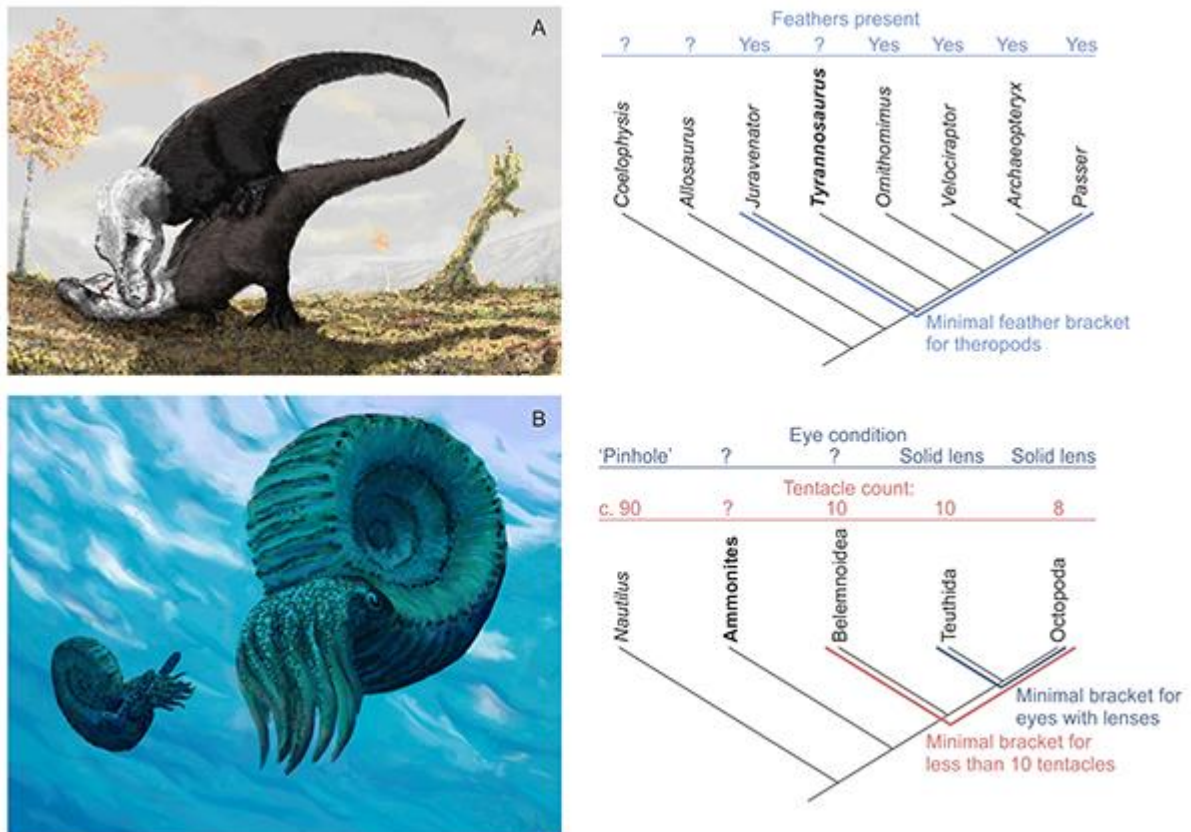 A
Feathers present
? ? Yes ? Yes Yes Yes Yes
Coelophysis
Allosaurus
Juravenator
Tyrannosaurus
Ornithomimus
Velociraptor
Archaeopteryx
Passer
Minimal feather bracket
for theropods
B
Eye condition
'Pinhole' ? ? Solid lens Solid lens
Tentacle count:
c. 90 ? 10 10 8
Nautilus
Ammonites
Belemnoidea
Teuthida
Octopoda
Minimal bracket for
eyes with lenses
Minimal bracket for
less than 10 tentacles